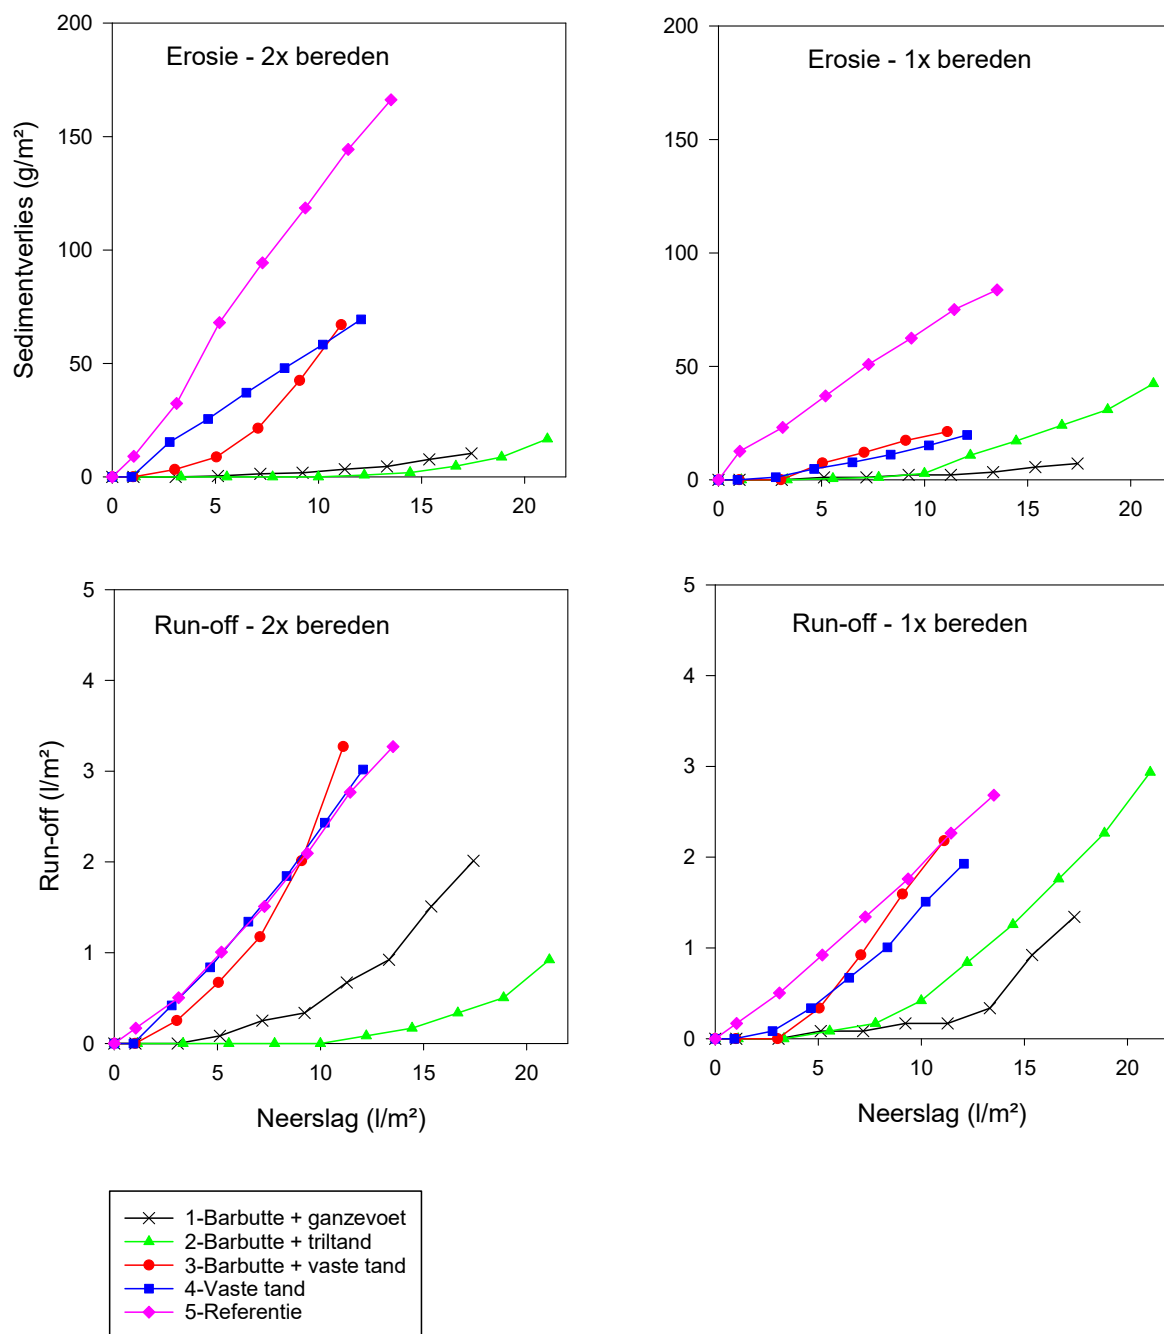 Erosie - 2x bereden
Sedimentverlies (g/m²)
200
150
100
50
0
0 5 10 15 20
Erosie - 1x bereden
200
150
100
50
0
0 5 10 15 20
Run-off - 2x bereden
Run-off (l/m²)
5
4
3
2
1
0
0 5 10 15 20
Neerslag (l/m²)
Run-off - 1x bereden
5
4
3
2
1
0
0 5 10 15 20
Neerslag (l/m²)
1-Barbutte + ganzevoet
2-Barbutte + triltand
3-Barbutte + vaste tand
4-Vaste tand
5-Referentie